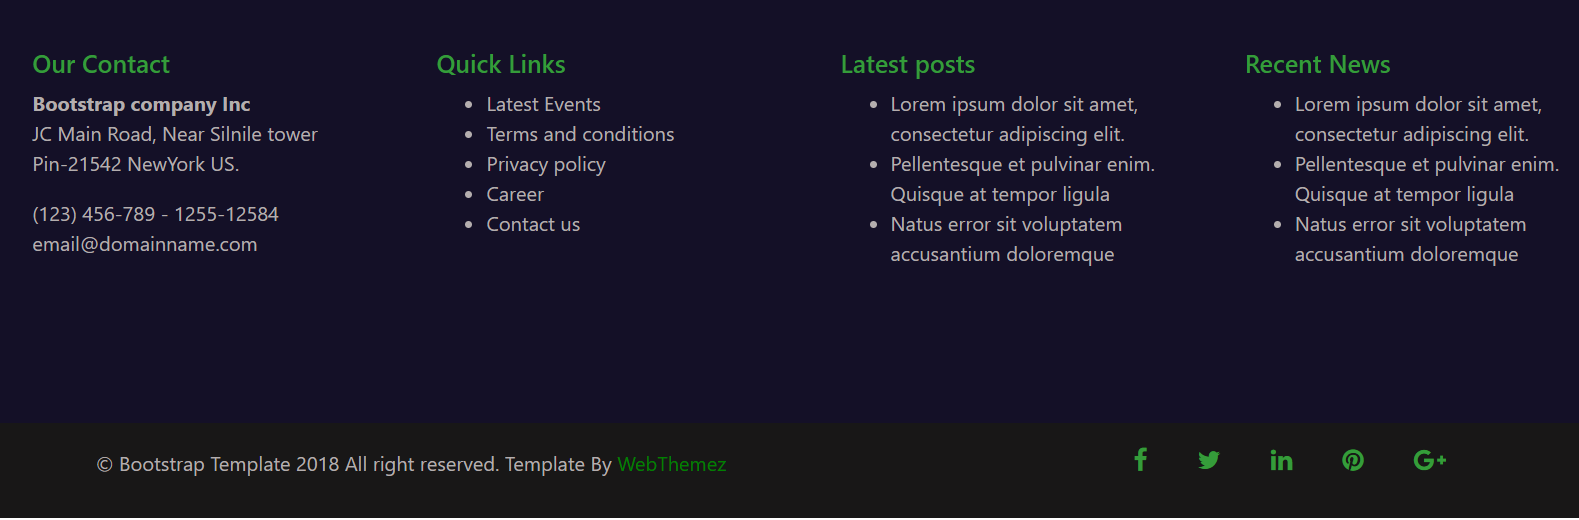 Our Contact
Bootstrap company Inc
JC Main Road, Near Silnile tower
Pin-21542 NewYork US.
(123) 456-789 - 1255-12584
email@domainname.com
Quick Links
Latest Events
Terms and conditions
Privacy policy
Career
Contact us
Latest posts
Lorem ipsum dolor sit amet,
consectetur adipiscing elit.
Pellentesque et pulvinar enim.
Quisque at tempor ligula
Natus error sit voluptatem
accusantium doloremque
Recent News
Lorem ipsum dolor sit amet,
consectetur adipiscing elit.
Pellentesque et pulvinar enim.
Quisque at tempor ligula
Natus error sit voluptatem
accusantium doloremque
© Bootstrap Template 2018 All right reserved. Template By WebThemez